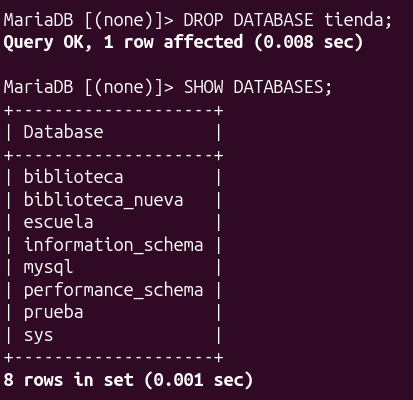 MariaDB [(none)]> DROP DATABASE tienda;
Query OK, 1 row affected (0.008 sec)

MariaDB [(none)]> SHOW DATABASES;
+--------------------+
| Database           |
+--------------------+
| biblioteca         |
| biblioteca_nueva   |
| escuela            |
| information_schema |
| mysql              |
| performance_schema |
| prueba             |
| sys                |
+--------------------+
8 rows in set (0.001 sec)